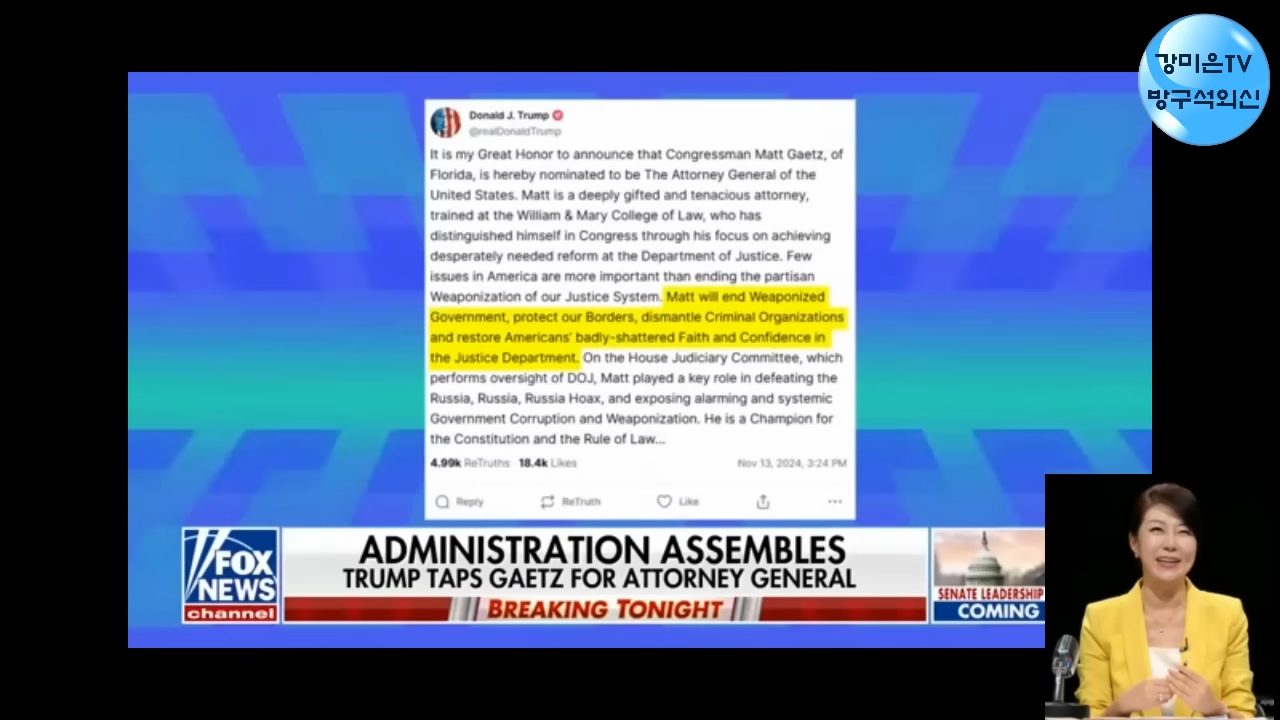 강미은TV
방구석외신
Donald J. Trump
@realDonaldTrump
It is my Great Honor to announce that Congressman Matt Gaetz, of
Florida, is hereby nominated to be The Attorney General of the
United States. Matt is a deeply gifted and tenacious attorney,
trained at the William & Mary College of Law, who has
distinguished himself in Congress through his focus on achieving
desperately needed reform at the Department of Justice. Few
issues in America are more important than ending the partisan
Weaponization of our Justice System. Matt will end Weaponized
Government, protect our Borders, dismantle Criminal Organizations
and restore Americans' badly-shattered Faith and Confidence in
the Justice Department. On the House Judiciary Committee, which
performs oversight of DOJ, Matt played a key role in defeating the
Russia, Russia, Russia Hoax, and exposing alarming and systemic
Government Corruption and Weaponization. He is a Champion for
the Constitution and the Rule of Law...
4.99k ReTruths 18.4k Likes Nov 13, 2024, 3:24 PM
Reply ReTruth Like
FOX
NEWS
channel
ADMINISTRATION ASSEMBLES
TRUMP TAPS GAETZ FOR ATTORNEY GENERAL
BREAKING TONIGHT
SENATE LEADERSHIP
COMING